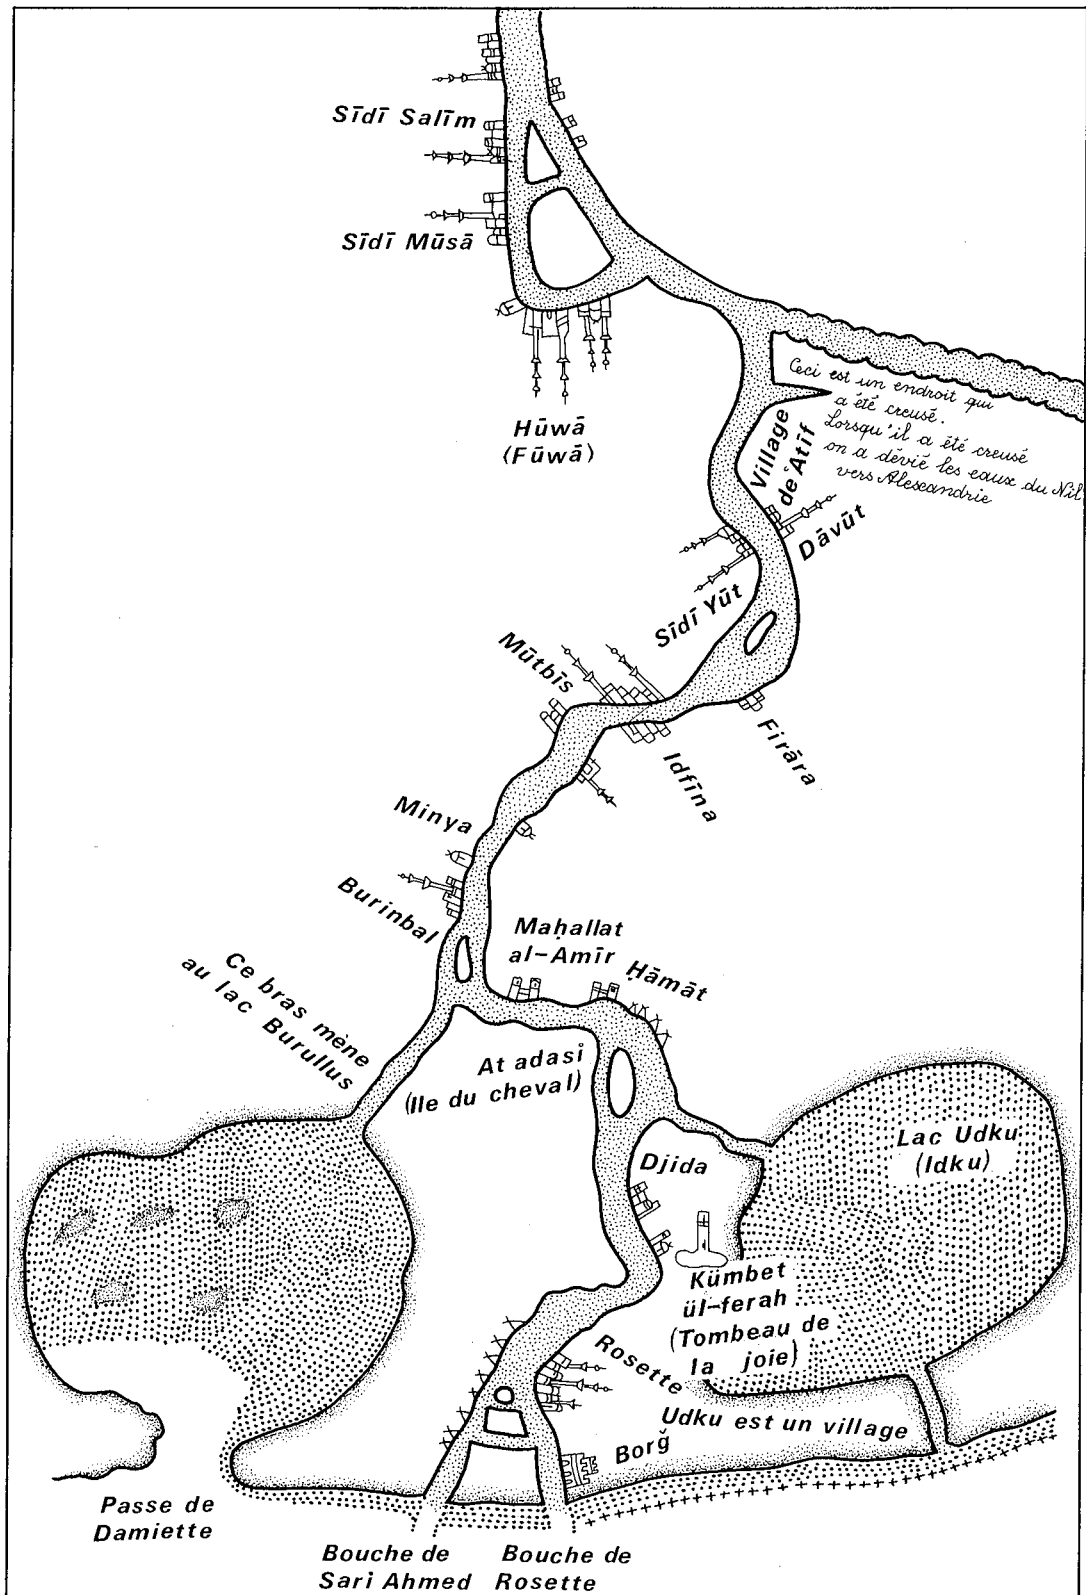 Sīdī Salīm
Sīdī Mūsā
Hūwā
(Fūwā)
Ceci est un endroit qui
a été creusé.
Lorsqu'il a été creusé
on a dévié les eaux du Nil
vers Alexandrie
Village
de ʿAtīf
Dāvūt
Sīdī Yūt
Mūtbīs
Firāra
Idfīna
Minya
Burinbal
Maḥallat
al-Amīr
Ḥāmāt
Ce bras mène
au lac Burullus
At adasi
(Ile du cheval)
Lac Udku
(Idku)
Djida
Kümbet
ül-ferah
(Tombeau de
la joie)
Rosette
Udku est un village
Borǧ
Passe de
Damiette
Bouche de
Sari Ahmed
Bouche de
Rosette